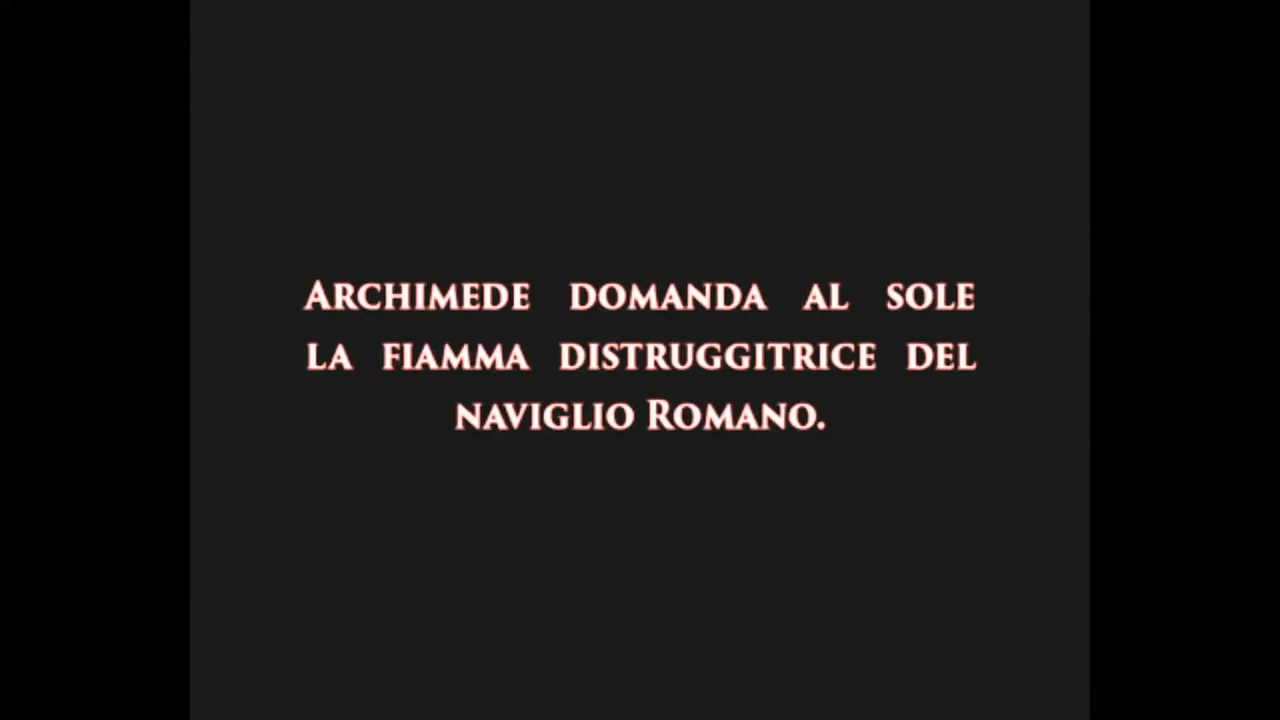 Archimede domanda al sole
la fiamma distruggitrice del
naviglio Romano.